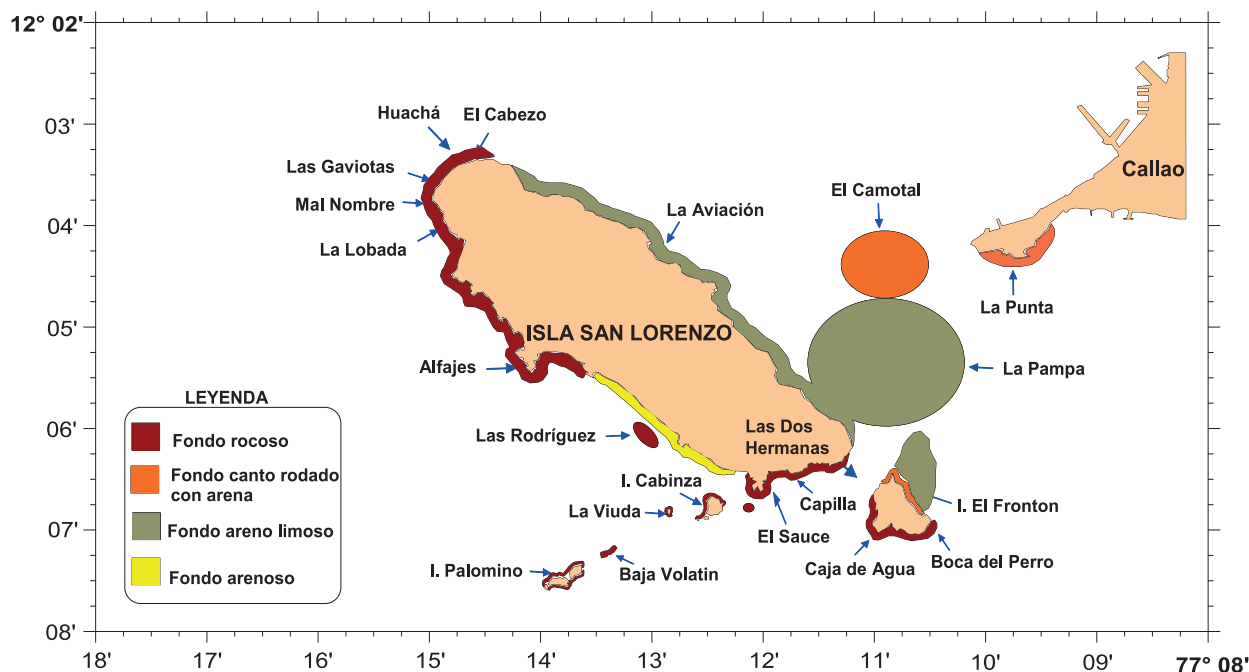 12° 02'
03'
04'
05'
06'
07'
08'
18'
17'
16'
15'
14'
13'
12'
11'
10'
09'
77° 08'
Huachá
El Cabezo
Las Gaviotas
Mal Nombre
La Lobada
Alfajes
La Aviación
ISLA SAN LORENZO
El Camotal
Callao
La Punta
La Pampa
Las Rodríguez
Las Dos
Hermanas
I. Cabinza
La Viuda
Capilla
El Sauce
I. El Fronton
Boca del Perro
Caja de Agua
Baja Volatin
I. Palomino
LEYENDA
Fondo rocoso
Fondo canto rodado
con arena
Fondo areno limoso
Fondo arenoso